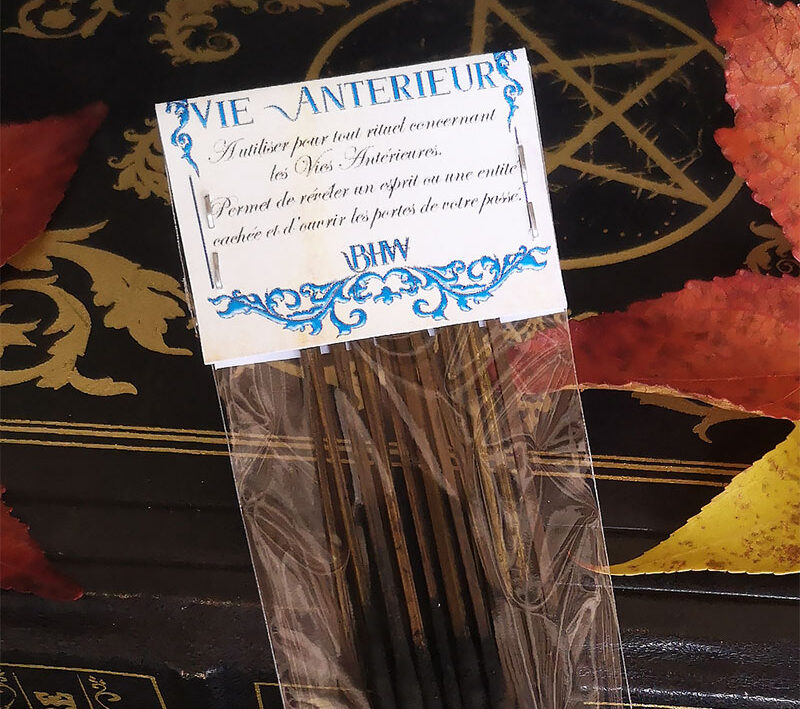 VIE ANTERIEUR
A utiliser pour tout rituel concernant
les Vies Antérieures.
Permet de révéler un esprit ou une entité
cachée et d'ouvrir les portes de votre passé.
BHW